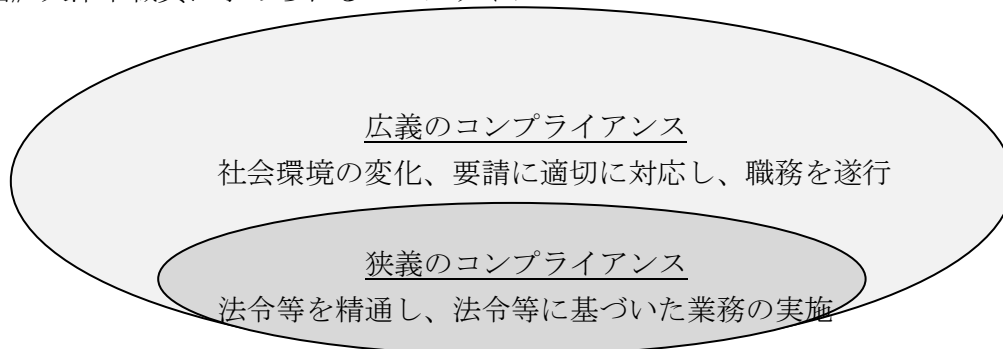 広義のコンプライアンス
社会環境の変化、要請に適切に対応し、職務を遂行
狭義のコンプライアンス
法令等を精通し、法令等に基づいた業務の実施